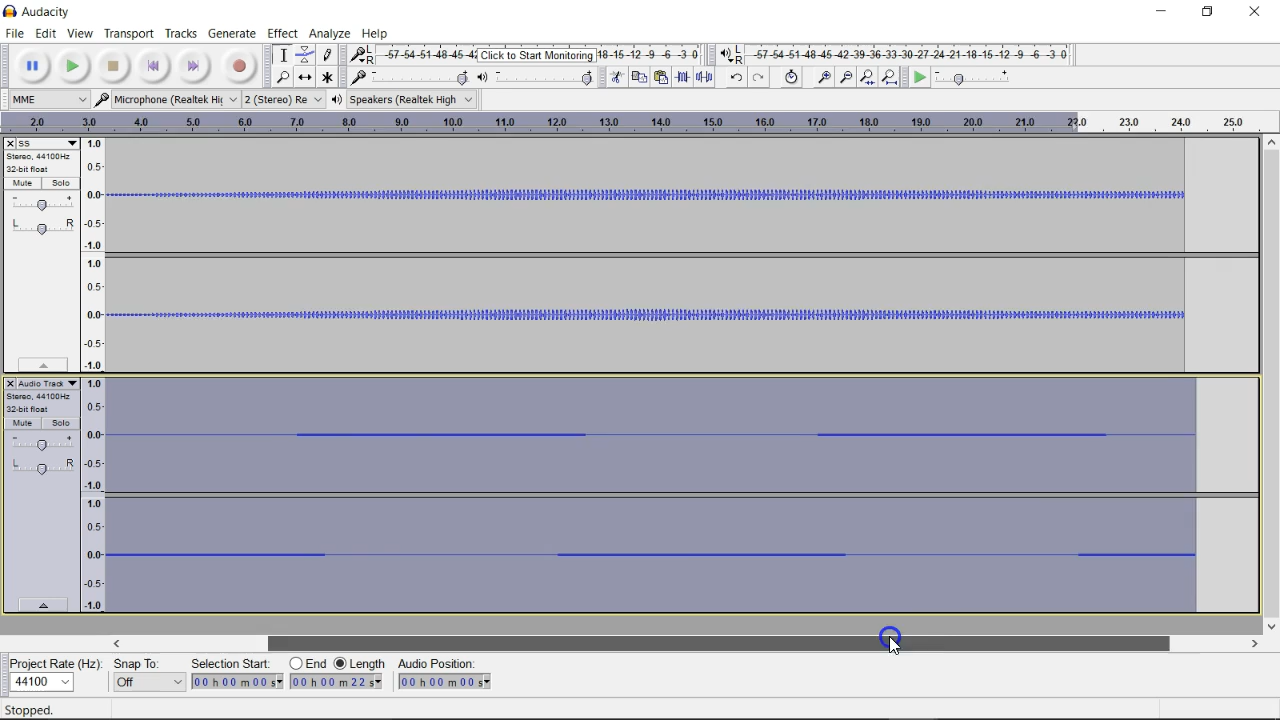 Audacity
File Edit View Transport Tracks Generate Effect Analyze Help
L R -57-54-51-48-45-42 Click to Start Monitoring 18-15-12 -9 -6 -3 0 L R -57-54-51-48-45-42-39-36-33-30-27-24-21-18-15-12 -9 -6 -3 0
MME Microphone (Realtek Hig 2 (Stereo) Re Speakers (Realtek High
2.0 3.0 4.0 5.0 6.0 7.0 8.0 9.0 10.0 11.0 12.0 13.0 14.0 15.0 16.0 17.0 18.0 19.0 20.0 21.0 22.0 23.0 24.0 25.0
SS 1.0
Stereo, 44100Hz
32-bit float 0.5
Mute Solo
- + 0.0
L R -0.5
-1.0
1.0
0.5
0.0
-0.5
-1.0
Audio Track 1.0
Stereo, 44100Hz
32-bit float 0.5
Mute Solo
- + 0.0
L R -0.5
-1.0
1.0
0.5
0.0
-0.5
-1.0
Project Rate (Hz): Snap To: Selection Start: End Length Audio Position:
44100 Off 00 h 00 m 00 s 00 h 00 m 22 s 00 h 00 m 00 s
Stopped.